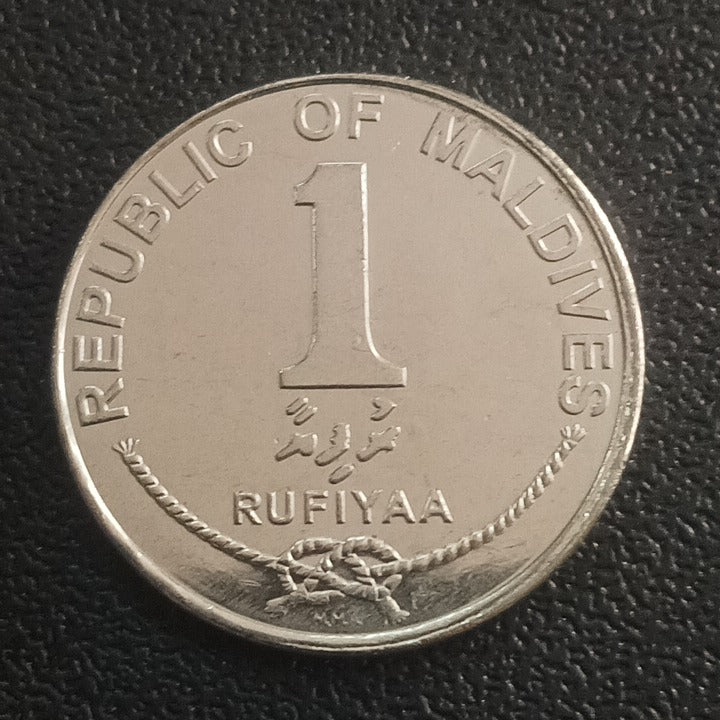 REPUBLIC OF MALDIVES
1
ރުފިޔާ
RUFIYAA